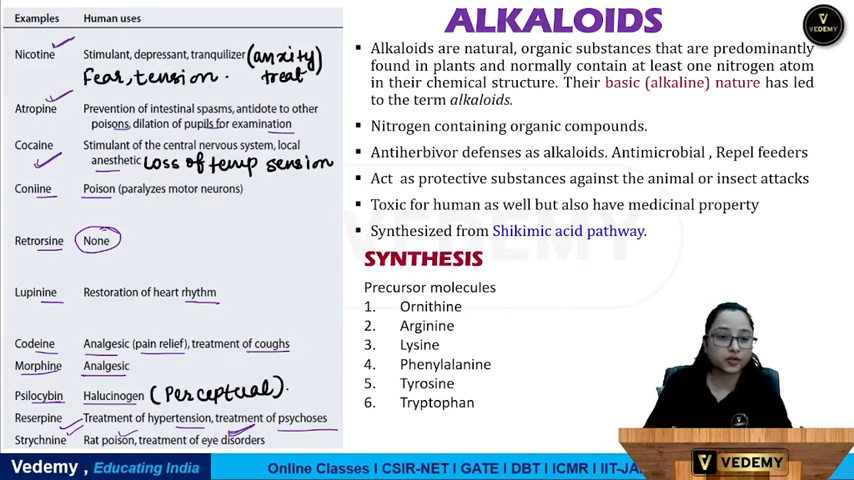 Examples Human uses
Nicotine Stimulant, depressant, tranquilizer (anxity)
Fear, tension. treat
Atropine Prevention of intestinal spasms, antidote to other
poisons, dilation of pupils for examination
Cocaine Stimulant of the central nervous system, local
anesthetic Loss of temp sension
Coniine Poison (paralyzes motor neurons)
Retrorsine None
Lupinine Restoration of heart rhythm
Codeine Analgesic (pain relief), treatment of coughs
Morphine Analgesic
Psilocybin Halucinogen (Perceptual).
Reserpine Treatment of hypertension, treatment of psychoses
Strychnine Rat poison, treatment of eye disorders
ALKALOIDS
VEDEMY
Alkaloids are natural, organic substances that are predominantly
found in plants and normally contain at least one nitrogen atom
in their chemical structure. Their basic (alkaline) nature has led
to the term alkaloids.
Nitrogen containing organic compounds.
Antiherbivor defenses as alkaloids. Antimicrobial , Repel feeders
Act as protective substances against the animal or insect attacks
Toxic for human as well but also have medicinal property
Synthesized from Shikimic acid pathway.
VEDEMY
SYNTHESIS
Precursor molecules
1. Ornithine
2. Arginine
3. Lysine
4. Phenylalanine
5. Tyrosine
6. Tryptophan
V VEDEMY
Vedemy , Educating India
Online Classes I CSIR-NET I GATE I DBT I ICMR I IIT-JA